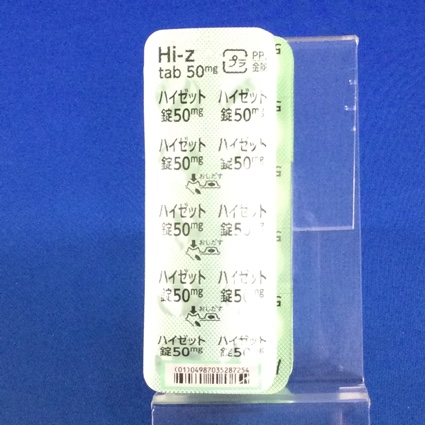 Hi-z
tab 50mg
プラ PP,
金
ハイゼット ハイゼット
錠50mg 錠50mg
ハイゼット ハイゼット
錠50mg 錠50mg
おしだす
ハイゼット ハイゼット
錠50mg 錠50mg
おしだす
ハイゼット ハイゼット
錠50mg 錠50
おしだす
ハイゼット ハイゼット
錠50mg 錠50mg
(01)04987035287254